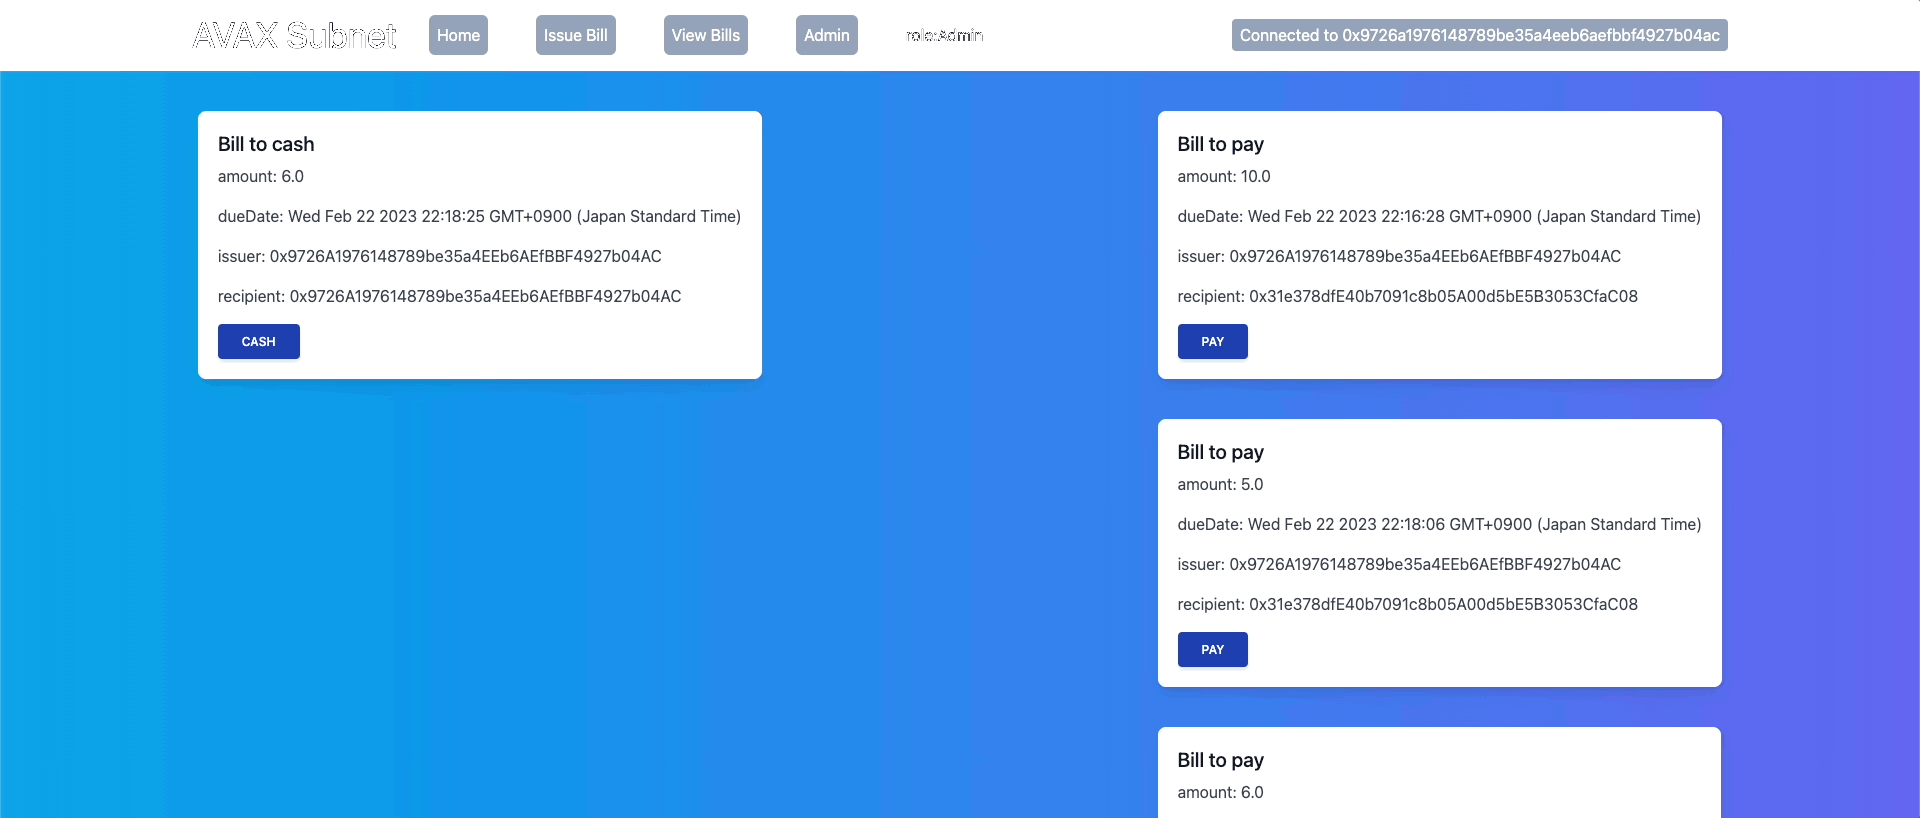 AVAX Subnet
Home
Issue Bill
View Bills
Admin
role:Admin
Connected to 0x9726a1976148789be35a4eeb6aefbbf4927b04ac
Bill to cash
amount: 6.0
dueDate: Wed Feb 22 2023 22:18:25 GMT+0900 (Japan Standard Time)
issuer: 0x9726A1976148789be35a4EEb6AEfBBF4927b04AC
recipient: 0x9726A1976148789be35a4EEb6AEfBBF4927b04AC
CASH
Bill to pay
amount: 10.0
dueDate: Wed Feb 22 2023 22:16:28 GMT+0900 (Japan Standard Time)
issuer: 0x9726A1976148789be35a4EEb6AEfBBF4927b04AC
recipient: 0x31e378dfE40b7091c8b05A00d5bE5B3053CfaC08
PAY
Bill to pay
amount: 5.0
dueDate: Wed Feb 22 2023 22:18:06 GMT+0900 (Japan Standard Time)
issuer: 0x9726A1976148789be35a4EEb6AEfBBF4927b04AC
recipient: 0x31e378dfE40b7091c8b05A00d5bE5B3053CfaC08
PAY
Bill to pay
amount: 6.0